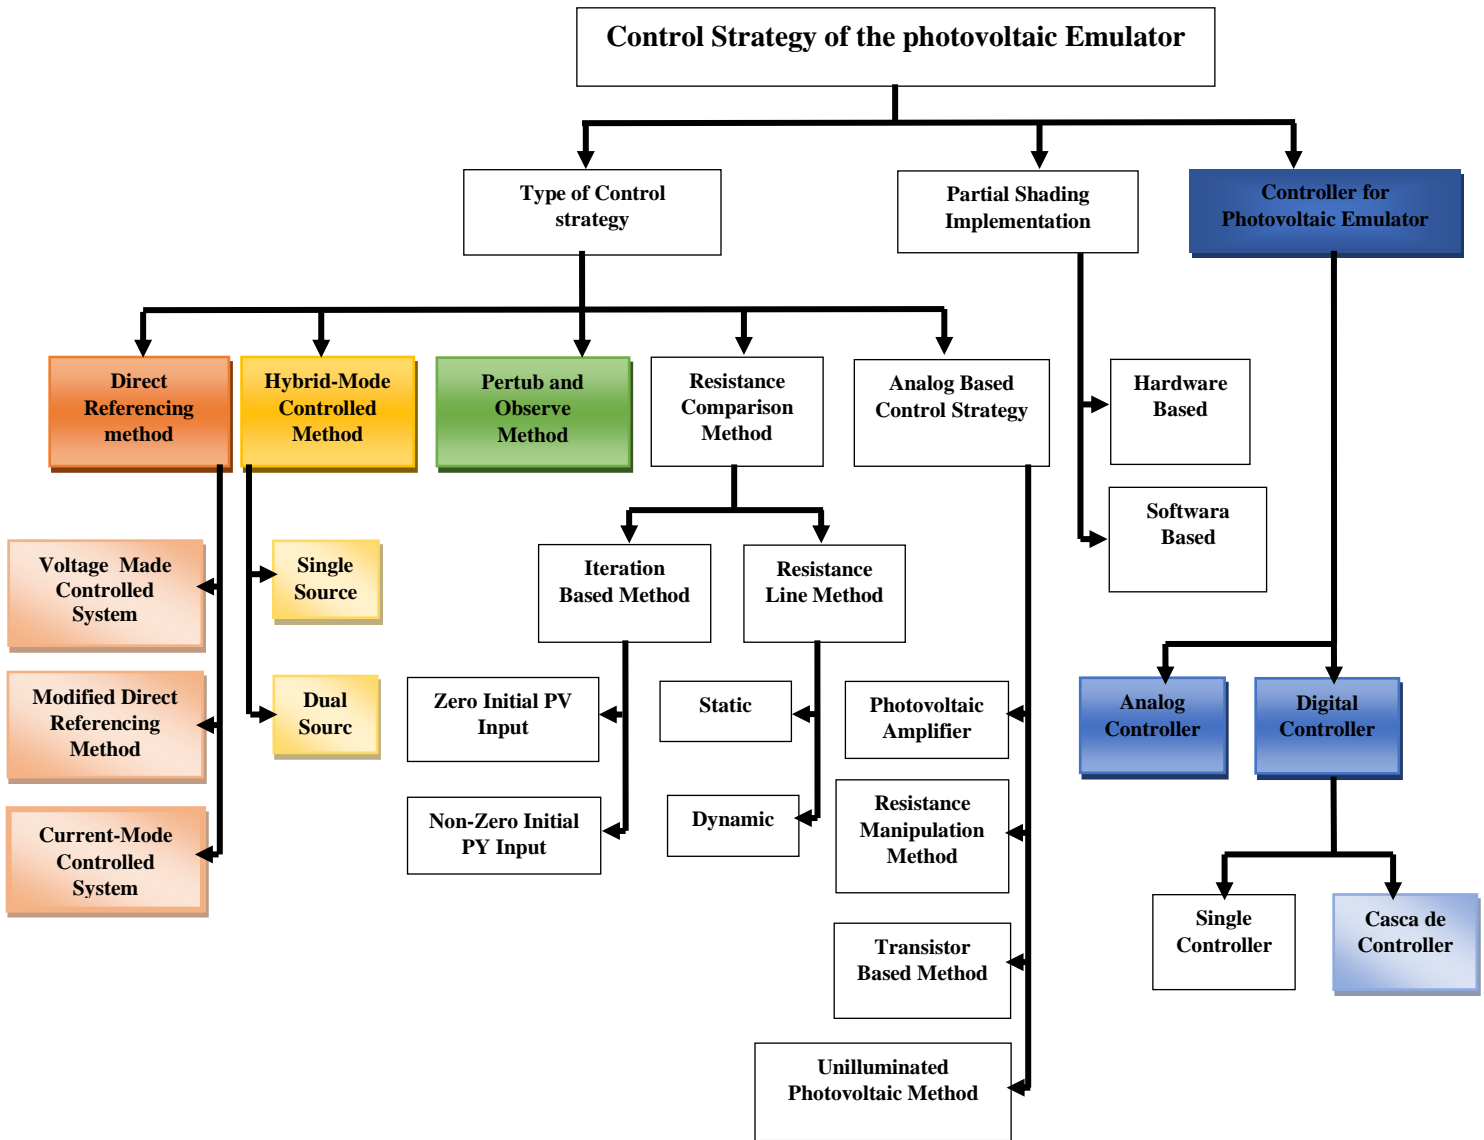 Control Strategy of the photovoltaic Emulator
Type of Control
strategy
Partial Shading
Implementation
Controller for
Photovoltaic Emulator
Direct
Referencing
method
Hybrid-Mode
Controlled
Method
Pertub and
Observe
Method
Resistance
Comparison
Method
Analog Based
Control Strategy
Hardware
Based
Softwara
Based
Voltage Made
Controlled
System
Modified Direct
Referencing
Method
Current-Mode
Controlled
System
Single
Source
Dual
Sourc
Iteration
Based Method
Resistance
Line Method
Zero Initial PV
Input
Non-Zero Initial
PY Input
Static
Dynamic
Photovoltaic
Amplifier
Resistance
Manipulation
Method
Transistor
Based Method
Unilluminated
Photovoltaic Method
Analog
Controller
Digital
Controller
Single
Controller
Casca de
Controller